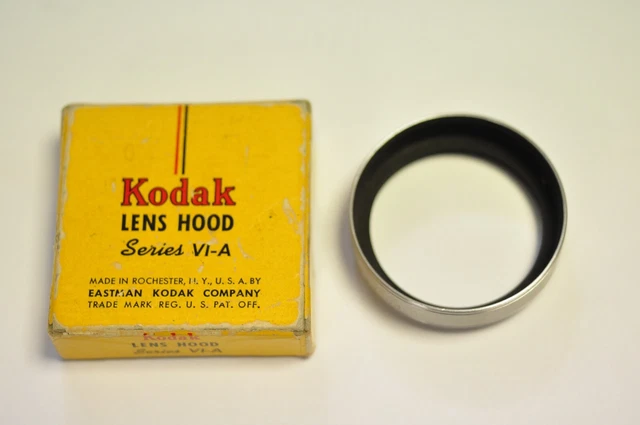 Kodak
LENS HOOD
Series VI-A
MADE IN ROCHESTER, N. Y., U. S. A. BY
EASTMAN KODAK COMPANY
TRADE MARK REG. U. S. PAT. OFF.
Kodak
LENS HOOD
Series VI-A